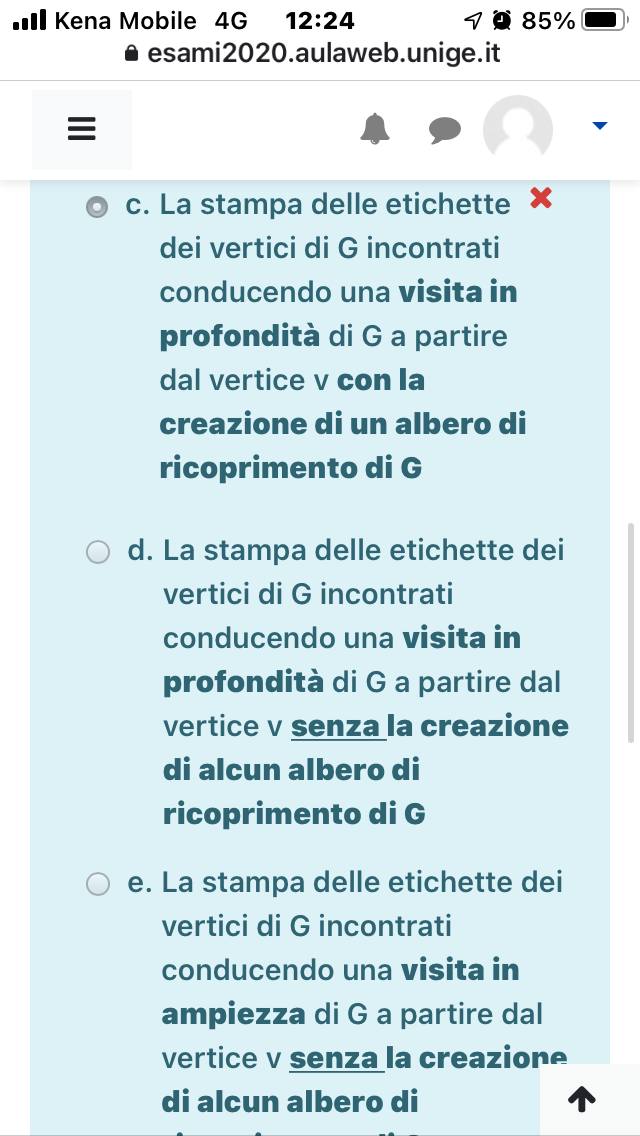 Kena Mobile 4G 12:24 85%
esami2020.aulaweb.unige.it
c. La stampa delle etichette
dei vertici di G incontrati
conducendo una visita in
profondità di G a partire
dal vertice v con la
creazione di un albero di
ricoprimento di G
d. La stampa delle etichette dei
vertici di G incontrati
conducendo una visita in
profondità di G a partire dal
vertice v senza la creazione
di alcun albero di
ricoprimento di G
e. La stampa delle etichette dei
vertici di G incontrati
conducendo una visita in
ampiezza di G a partire dal
vertice v senza la creazione
di alcun albero di